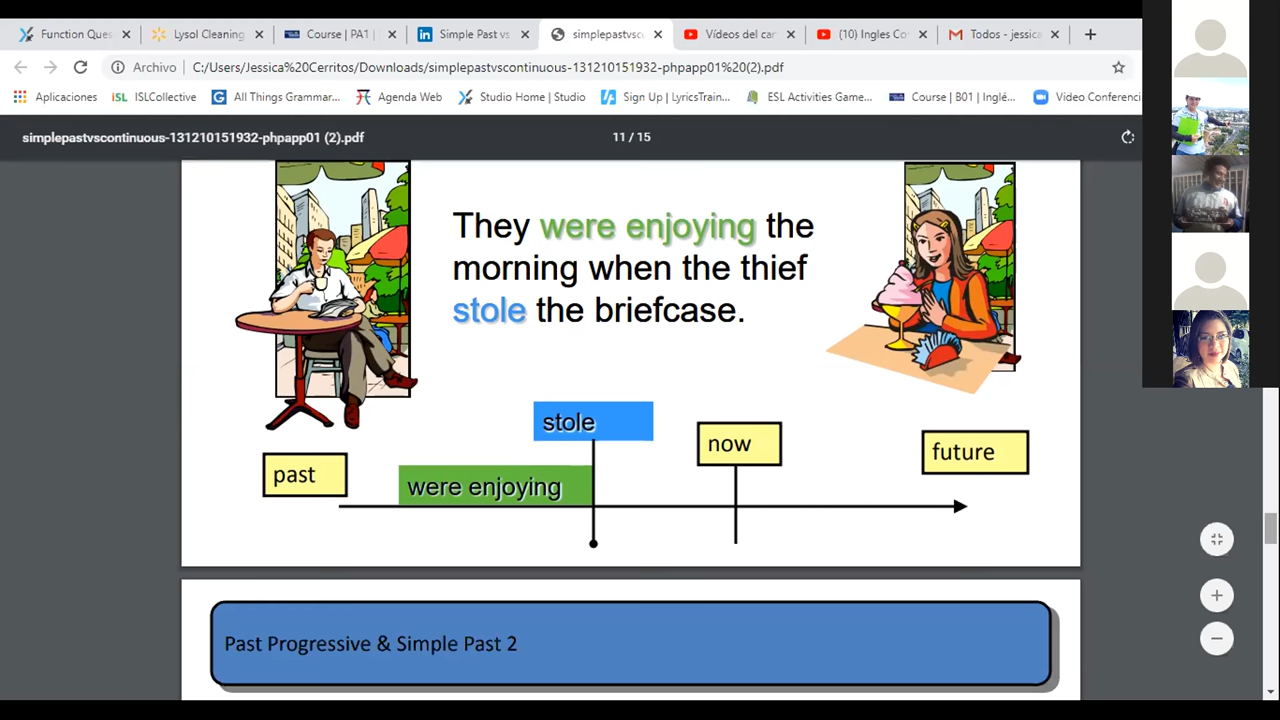 Function Ques
Lysol Cleaning
Course | PA1 |
Simple Past vs
simplepastvsco
Vídeos del car
(10) Ingles Co
Todos - jessica
Archivo
C:/Users/Jessica%20Cerritos/Downloads/simplepastvscontinuous-131210151932-phpapp01%20(2).pdf
Aplicaciones
ISLCollective
All Things Grammar...
Agenda Web
Studio Home | Studio
Sign Up | LyricsTrain...
ESL Activities Game...
Course | B01 | Inglé...
Video Conferenci
simplepastvscontinuous-131210151932-phpapp01 (2).pdf
11 / 15
They were enjoying the
morning when the thief
stole the briefcase.
stole
now
future
past
were enjoying
Past Progressive & Simple Past 2